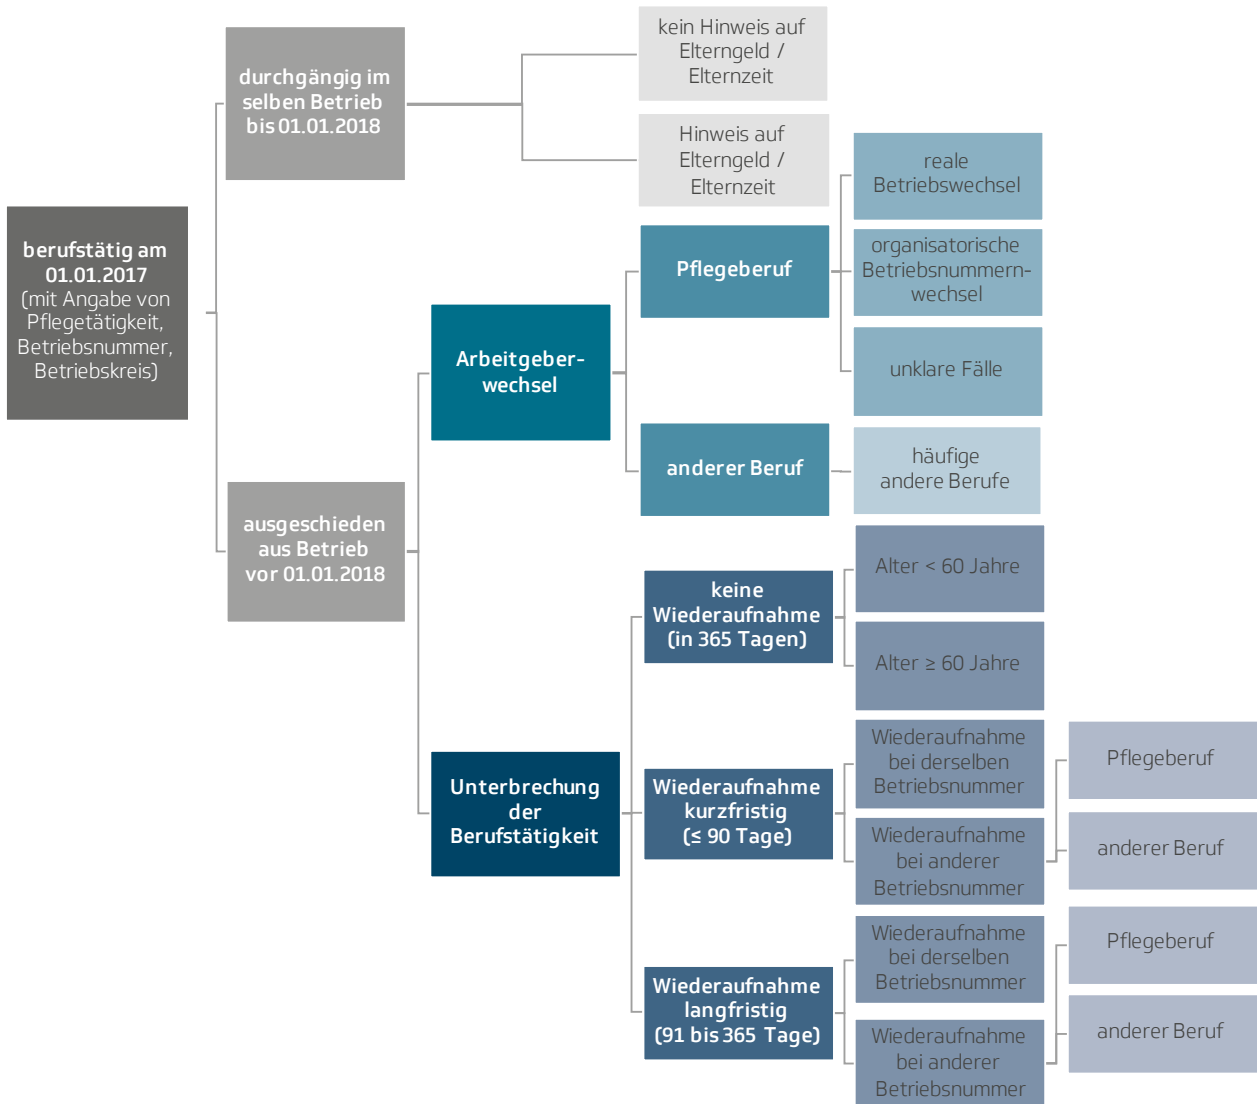 berufstätig am
01.01.2017
(mit Angabe von
Pflegetätigkeit,
Betriebsnummer,
Betriebskreis)
durchgängig im
selben Betrieb
bis 01.01.2018
kein Hinweis auf
Elterngeld /
Elternzeit
Hinweis auf
Elterngeld /
Elternzeit
ausgeschieden
aus Betrieb
vor 01.01.2018
Arbeitgeber-
wechsel
Pflegeberuf
reale
Betriebswechsel
organisatorische
Betriebsnummern-
wechsel
unklare Fälle
anderer Beruf
häufige
andere Berufe
Unterbrechung
der
Berufstätigkeit
keine
Wiederaufnahme
(in 365 Tagen)
Alter < 60 Jahre
Alter ≥ 60 Jahre
Wiederaufnahme
kurzfristig
(≤ 90 Tage)
Wiederaufnahme
bei derselben
Betriebsnummer
Wiederaufnahme
bei anderer
Betriebsnummer
Pflegeberuf
anderer Beruf
Wiederaufnahme
langfristig
(91 bis 365 Tage)
Wiederaufnahme
bei derselben
Betriebsnummer
Wiederaufnahme
bei anderer
Betriebsnummer
Pflegeberuf
anderer Beruf